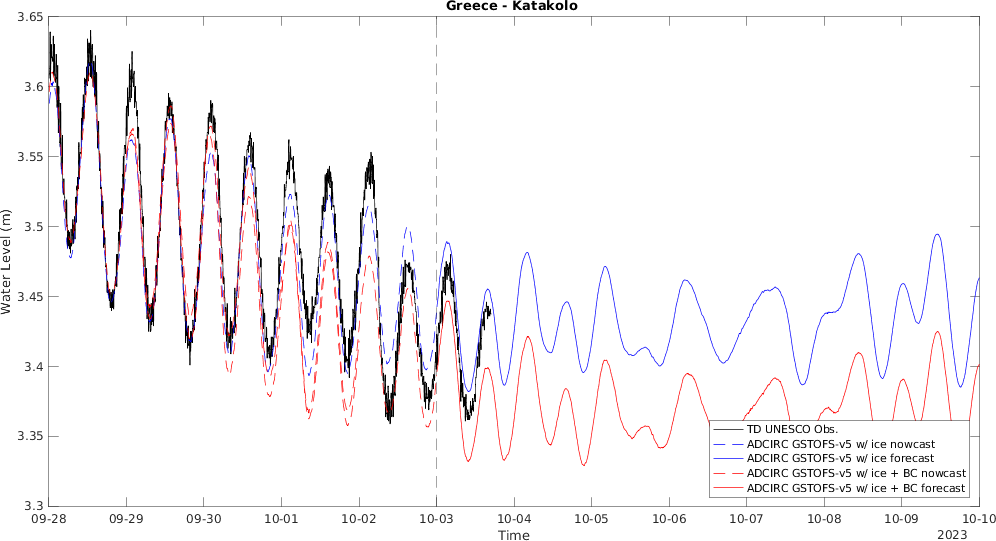 Greece - Katakolo
Water Level (m)
3.65
3.6
3.55
3.5
3.45
3.4
3.35
3.3
TD UNESCO Obs.
ADCIRC GSTOFS-v5 w/ ice nowcast
ADCIRC GSTOFS-v5 w/ ice forecast
ADCIRC GSTOFS-v5 w/ ice + BC nowcast
ADCIRC GSTOFS-v5 w/ ice + BC forecast
09-28 09-29 09-30 10-01 10-02 10-03 10-04 10-05 10-06 10-07 10-08 10-09 10-10
Time
2023